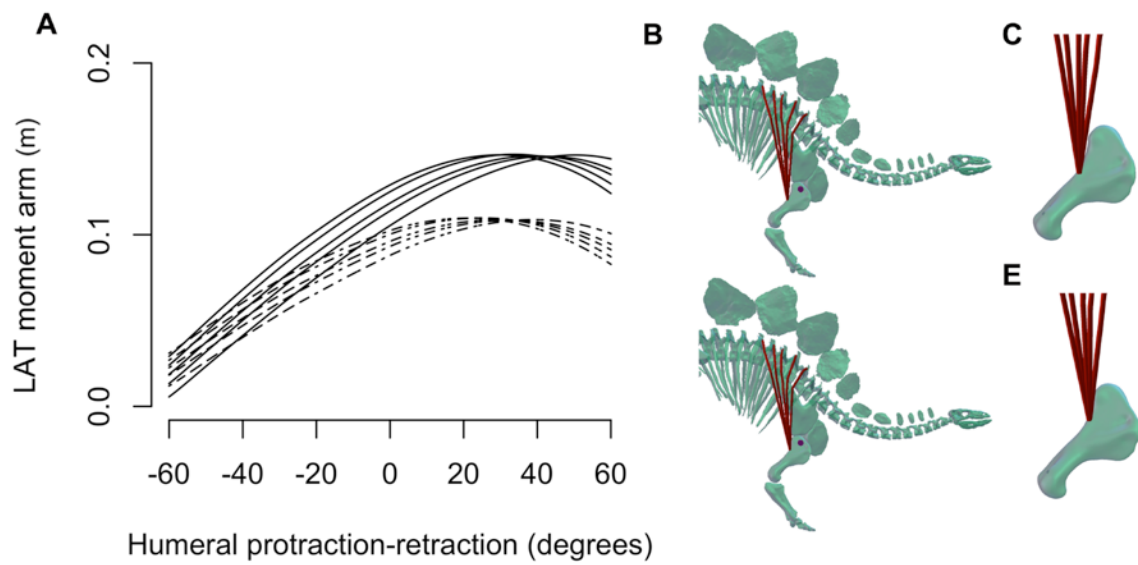 A
B
C
0.2
0.1
0.0
LAT moment arm (m)
E
-60 -40 -20 0 20 40 60
Humeral protraction-retraction (degrees)